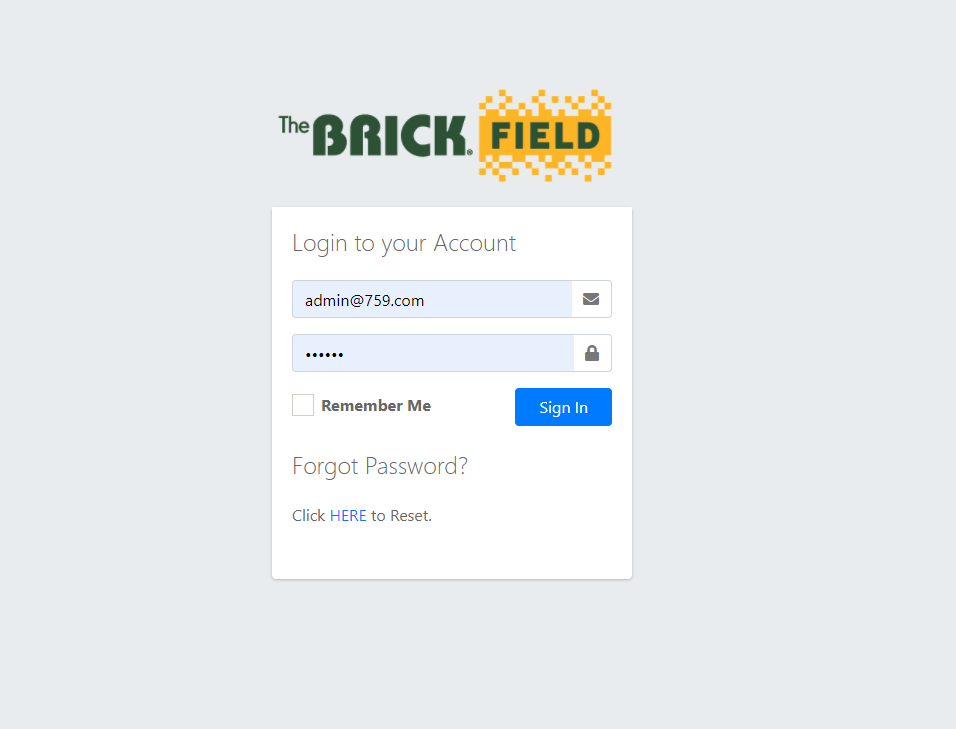 The BRICK® FIELD
Login to your Account
admin@759.com
••••••
Remember Me
Sign In
Forgot Password?
Click HERE to Reset.